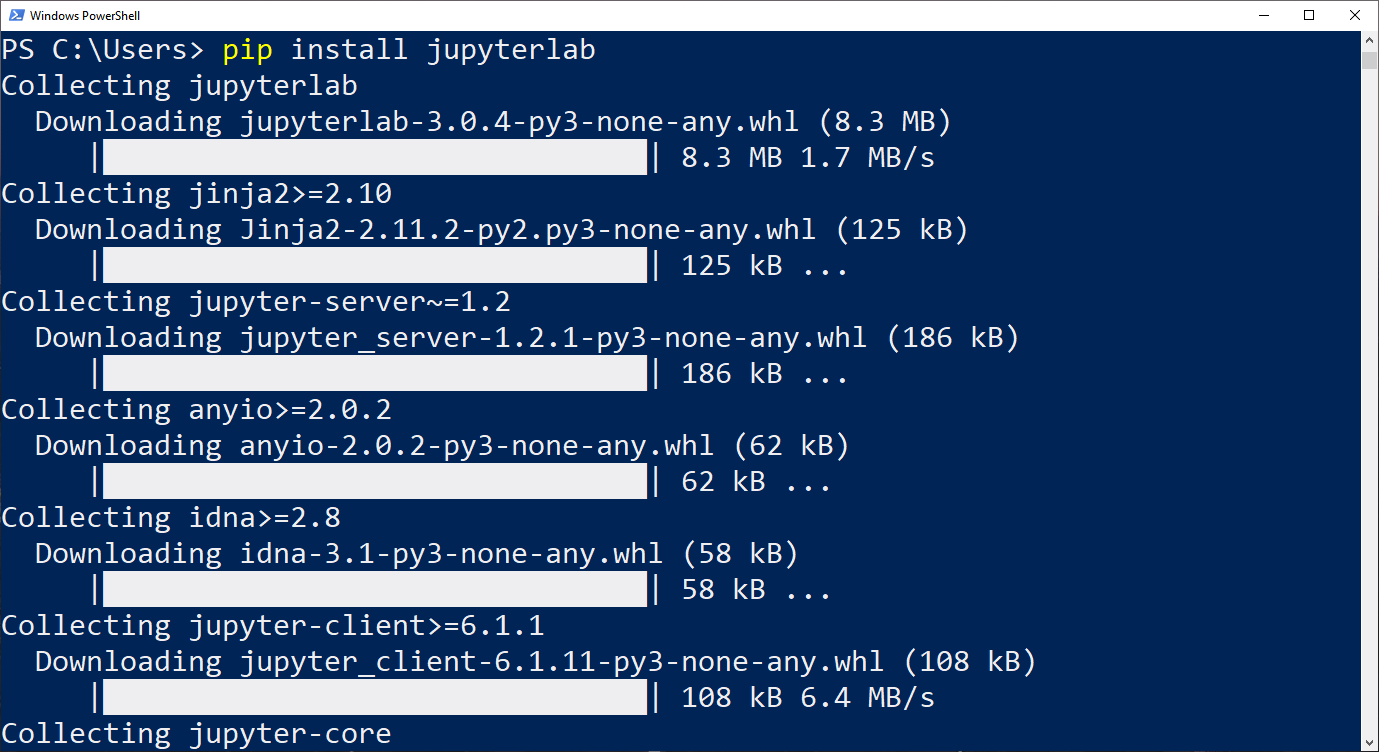 Windows PowerShell
PS C:\Users> pip install jupyterlab
Collecting jupyterlab
  Downloading jupyterlab-3.0.4-py3-none-any.whl (8.3 MB)
     |████████████████████████████████| 8.3 MB 1.7 MB/s
Collecting jinja2>=2.10
  Downloading Jinja2-2.11.2-py2.py3-none-any.whl (125 kB)
     |████████████████████████████████| 125 kB ...
Collecting jupyter-server~=1.2
  Downloading jupyter_server-1.2.1-py3-none-any.whl (186 kB)
     |████████████████████████████████| 186 kB ...
Collecting anyio>=2.0.2
  Downloading anyio-2.0.2-py3-none-any.whl (62 kB)
     |████████████████████████████████| 62 kB ...
Collecting idna>=2.8
  Downloading idna-3.1-py3-none-any.whl (58 kB)
     |████████████████████████████████| 58 kB ...
Collecting jupyter-client>=6.1.1
  Downloading jupyter_client-6.1.11-py3-none-any.whl (108 kB)
     |████████████████████████████████| 108 kB 6.4 MB/s
Collecting jupyter-core